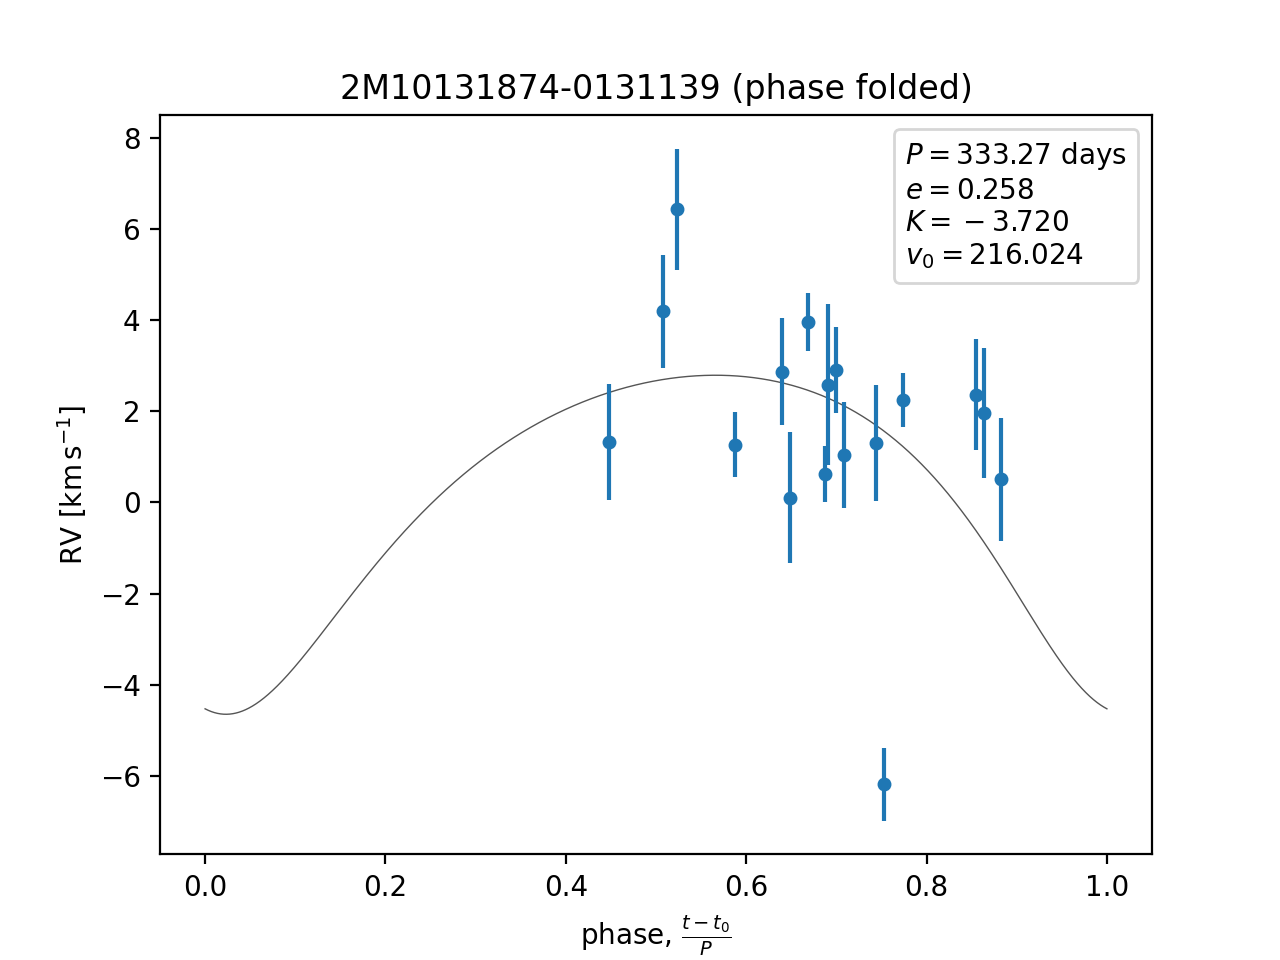 2M10131874-0131139 (phase folded)
P = 333.27 days
e = 0.258
K = −3.720
v₀ = 216.024
8
6
4
2
0
−2
−4
−6
RV [km s⁻¹]
0.0 0.2 0.4 0.6 0.8 1.0
phase, (t − t₀)/P